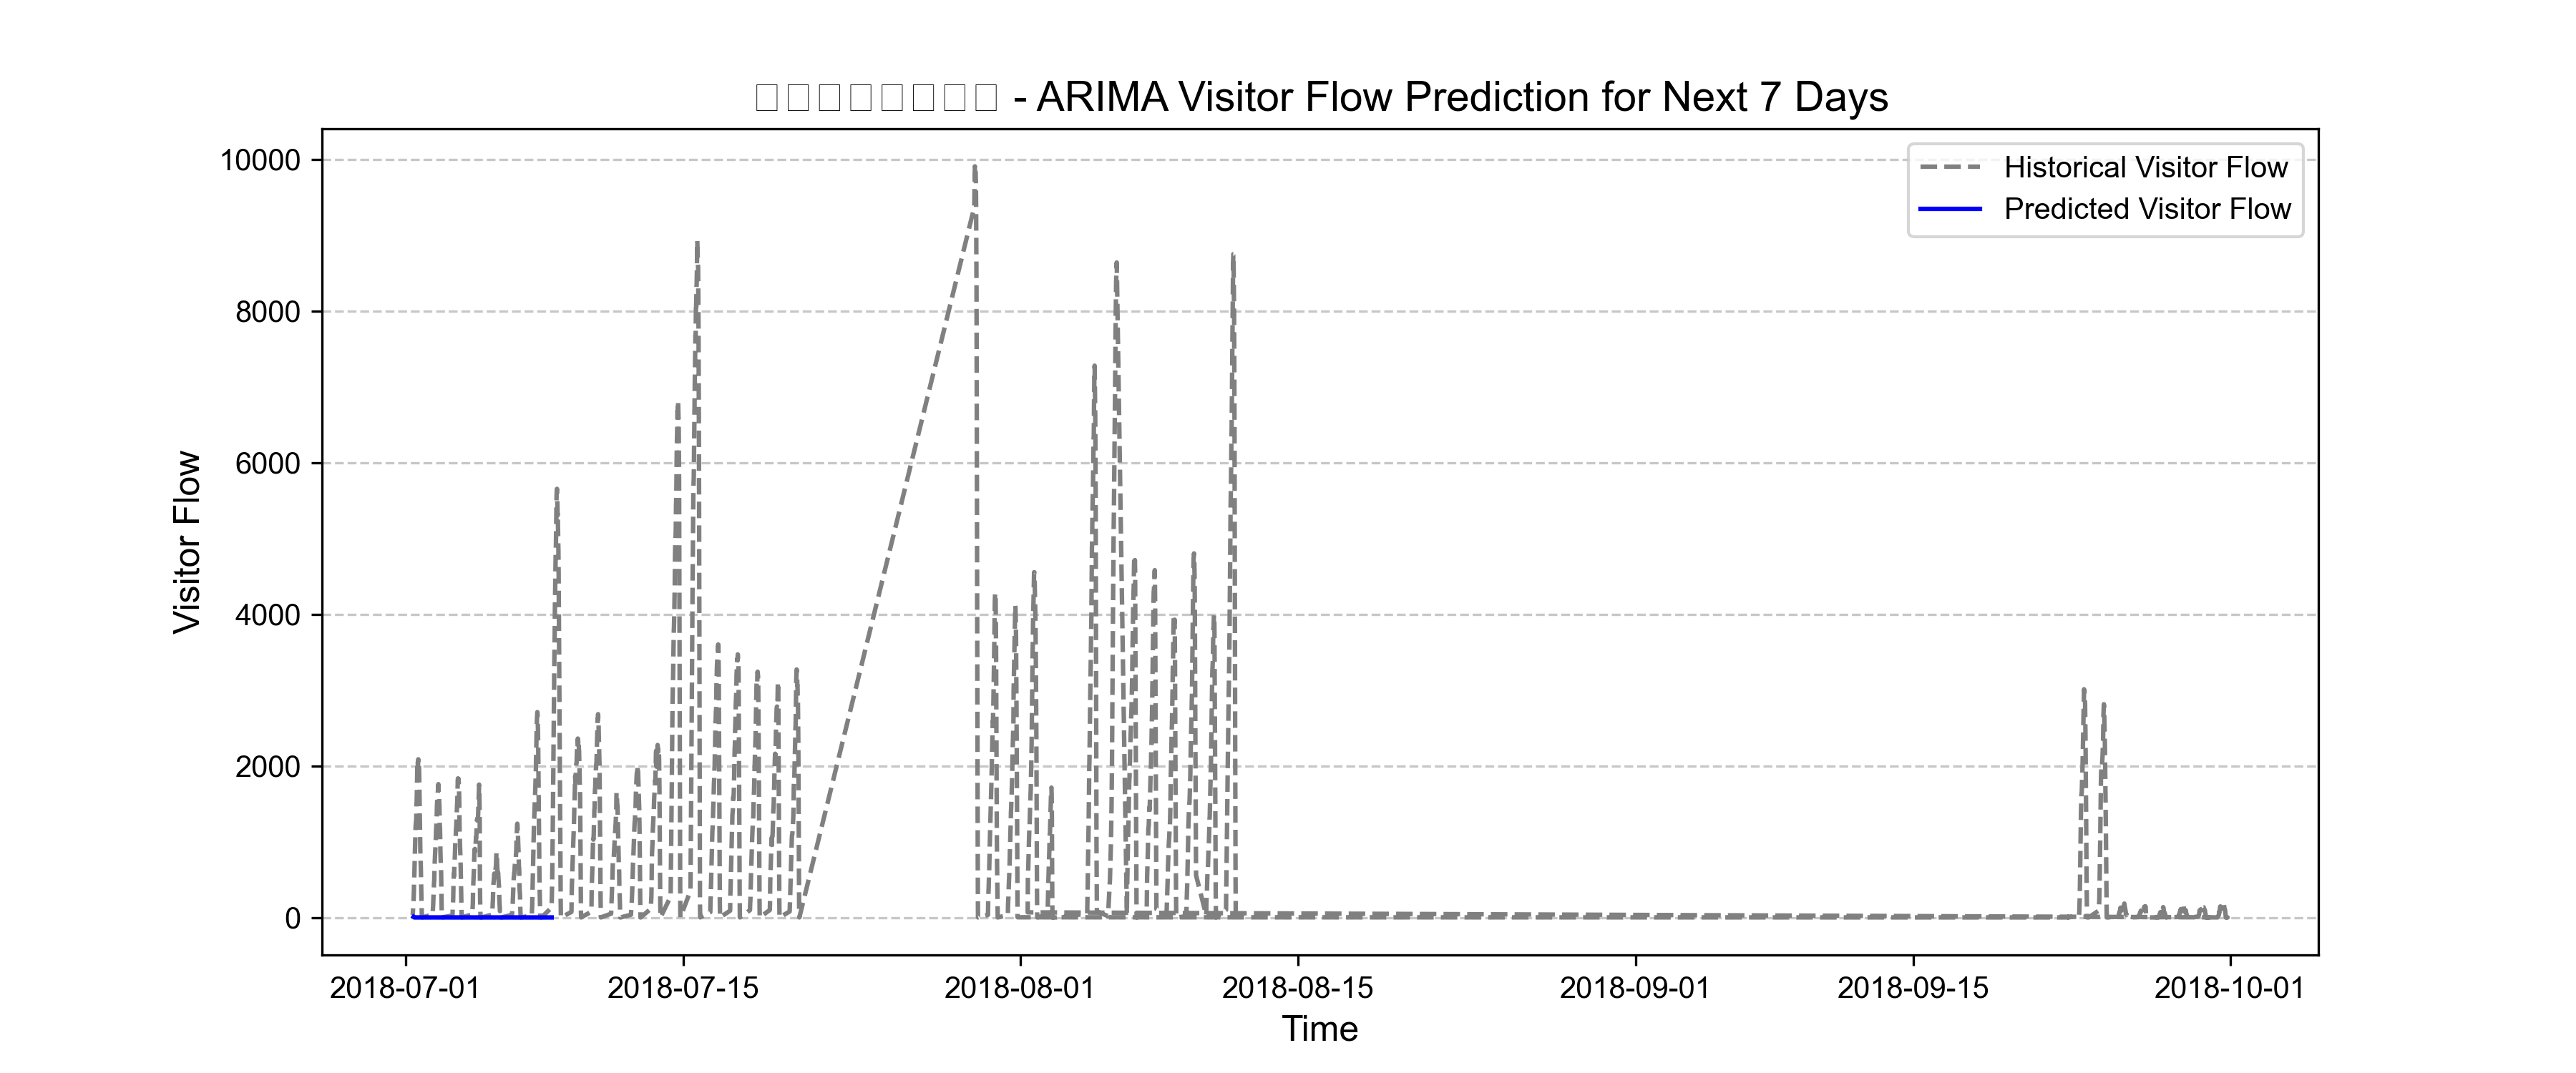 - ARIMA Visitor Flow Prediction for Next 7 Days
Historical Visitor Flow
Predicted Visitor Flow
Visitor Flow
10000
8000
6000
4000
2000
0
2018-07-01 2018-07-15 2018-08-01 2018-08-15 2018-09-01 2018-09-15 2018-10-01
Time